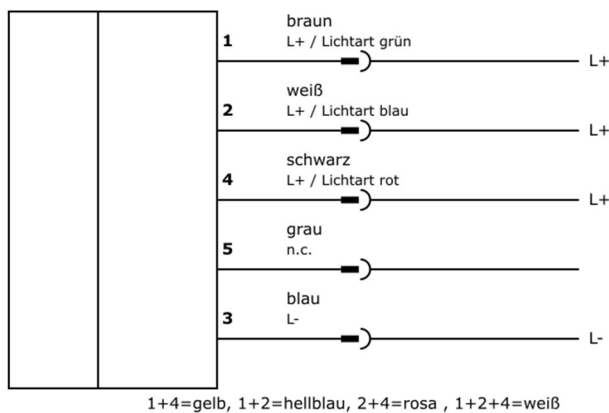 braun
1 L+ / Lichtart grün
L+
weiß
2 L+ / Lichtart blau
L+
schwarz
4 L+ / Lichtart rot
L+
grau
5 n.c.
blau
3 L-
L-
1+4=gelb, 1+2=hellblau, 2+4=rosa , 1+2+4=weiß